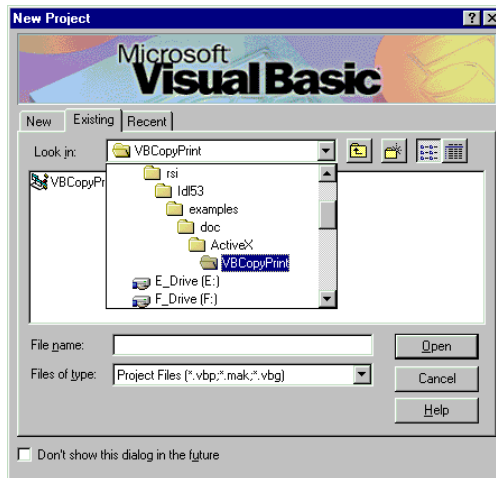 New Project
Microsoft
Visual Basic
New Existing Recent
Look in: VBCopyPrint
VBCopyPr
rsi
Idl53
examples
doc
ActiveX
VBCopyPrint
E_Drive (E:)
F_Drive (F:)
File name: Open
Files of type: Project Files (*.vbp;*.mak;*.vbg) Cancel
Help
Don't show this dialog in the future